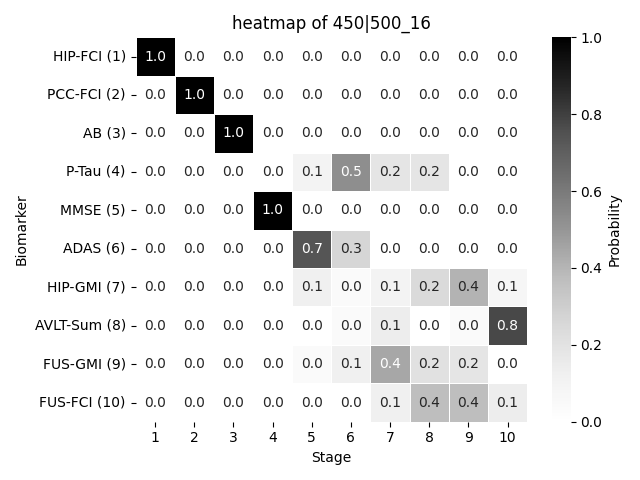 heatmap of 450|500_16
HIP-FCI (1) 1.0 0.0 0.0 0.0 0.0 0.0 0.0 0.0 0.0 0.0
PCC-FCI (2) 0.0 1.0 0.0 0.0 0.0 0.0 0.0 0.0 0.0 0.0
AB (3) 0.0 0.0 1.0 0.0 0.0 0.0 0.0 0.0 0.0 0.0
P-Tau (4) 0.0 0.0 0.0 0.0 0.1 0.5 0.2 0.2 0.0 0.0
MMSE (5) 0.0 0.0 0.0 1.0 0.0 0.0 0.0 0.0 0.0 0.0
ADAS (6) 0.0 0.0 0.0 0.0 0.7 0.3 0.0 0.0 0.0 0.0
HIP-GMI (7) 0.0 0.0 0.0 0.0 0.1 0.0 0.1 0.2 0.4 0.1
AVLT-Sum (8) 0.0 0.0 0.0 0.0 0.0 0.0 0.1 0.0 0.0 0.8
FUS-GMI (9) 0.0 0.0 0.0 0.0 0.0 0.1 0.4 0.2 0.2 0.0
FUS-FCI (10) 0.0 0.0 0.0 0.0 0.0 0.0 0.1 0.4 0.4 0.1
1 2 3 4 5 6 7 8 9 10
Stage
Biomarker
1.0
0.8
0.6
0.4
0.2
0.0
Probability